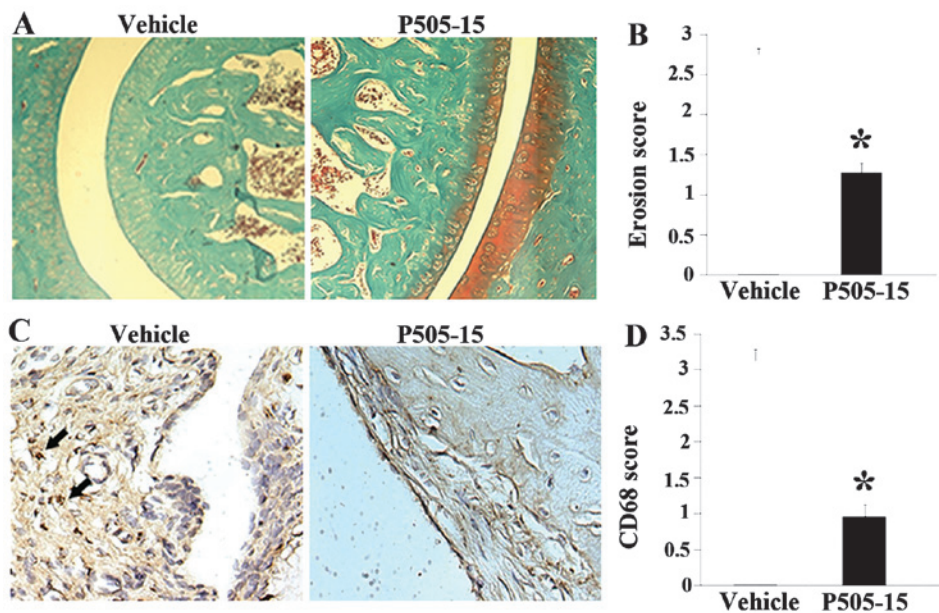 A
Vehicle
P505-15
B
Erosion score
3
2.5
2
1.5
1
0.5
0
*
Vehicle
P505-15
C
Vehicle
P505-15
D
CD68 score
3.5
3
2.5
2
1.5
1
0.5
0
*
Vehicle
P505-15